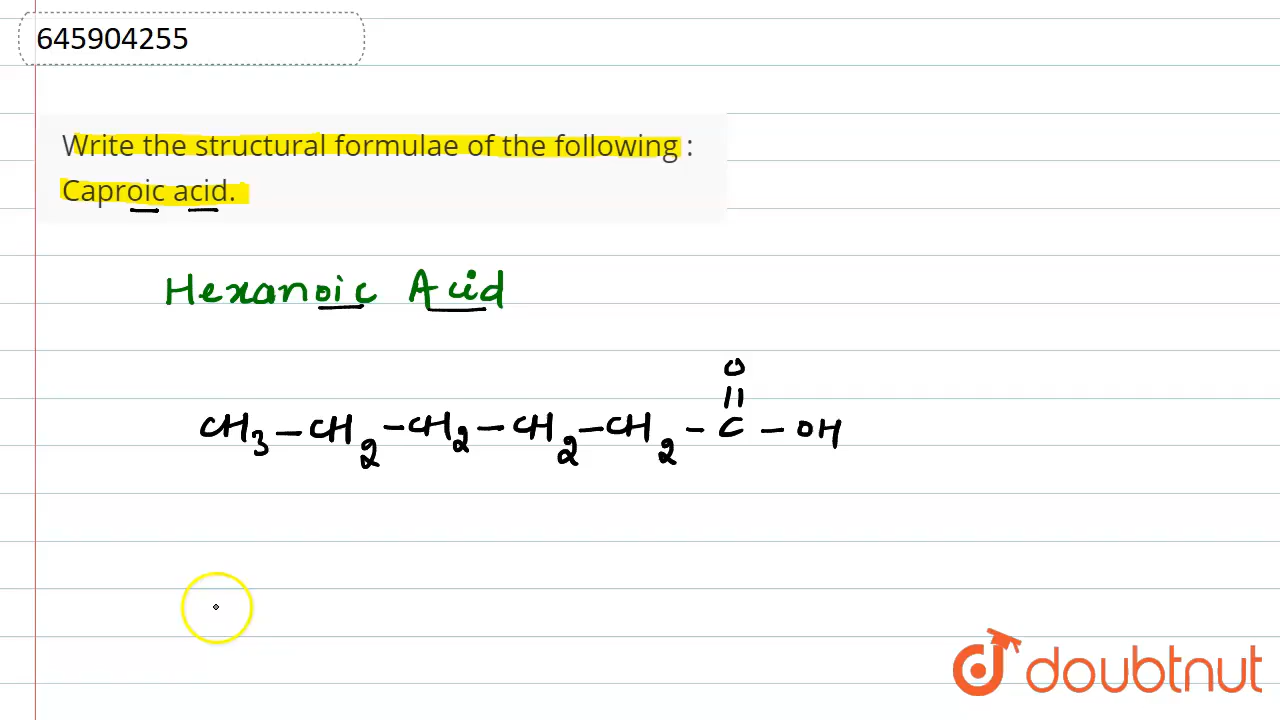 645904255
Write the structural formulae of the following :
Caproic acid.
Hexanoic Acid
O
||
CH3 - CH2 - CH2 - CH2 - CH2 - C - OH
doubtnut